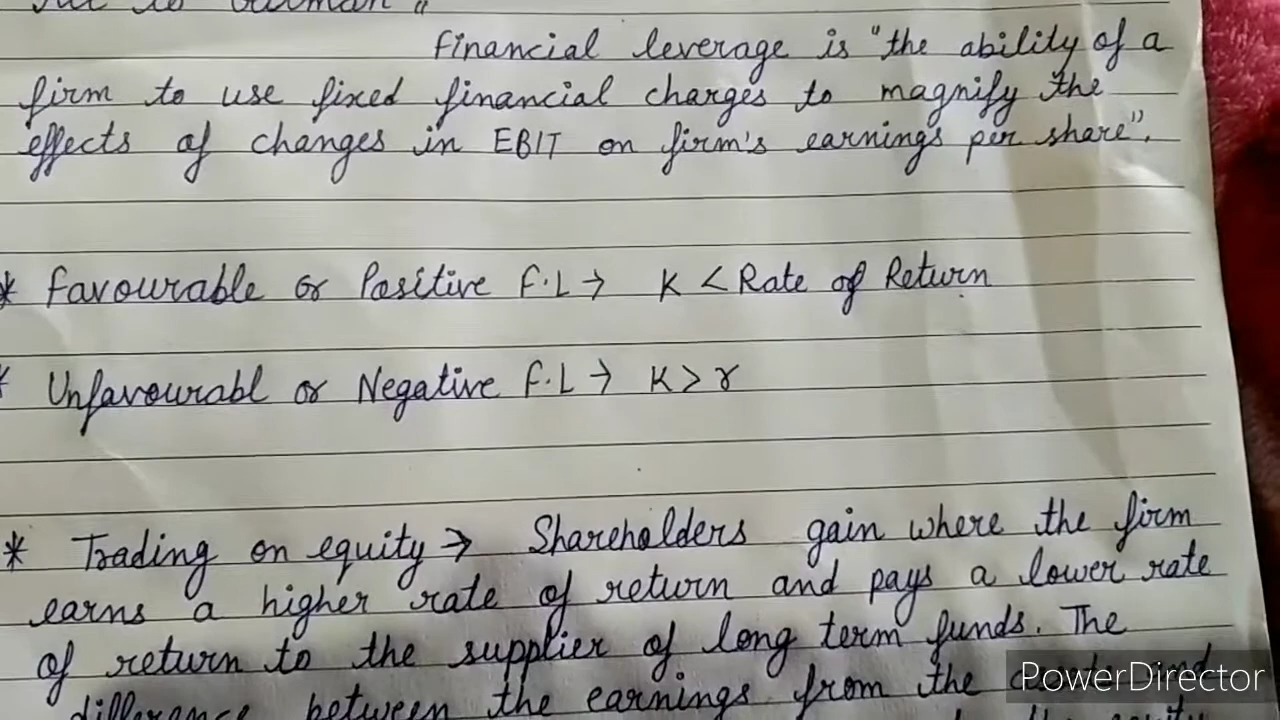 financial leverage is "the ability of a
firm to use fixed financial charges to magnify the
effects of changes in EBIT on firm's earnings per share".
* Favourable or Positive F.L → K < Rate of Return
Unfavourabl or Negative F.L → K > r
* Trading on equity → Shareholders gain where the firm
earns a higher rate of return and pays a lower rate
of return to the supplier of long term funds. The
difference between the earnings from the assets and
PowerDirector